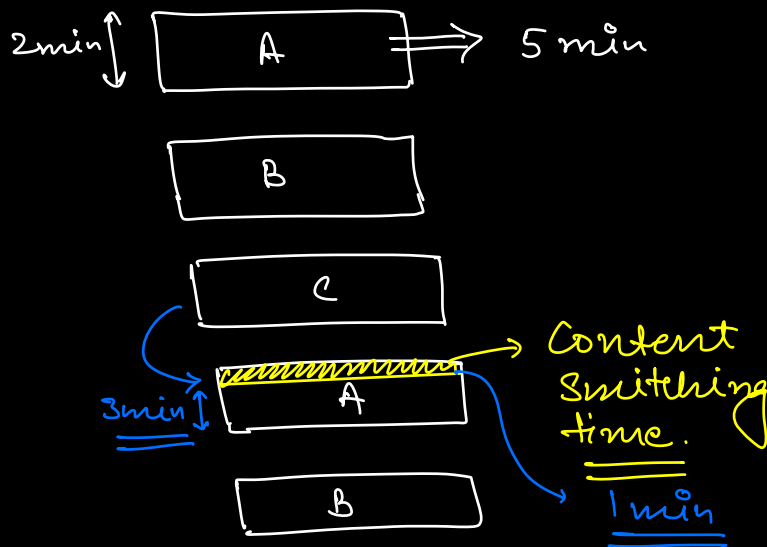 2min
A
5 min
B
C
Content
Switching
time.
3min
A
1min
B